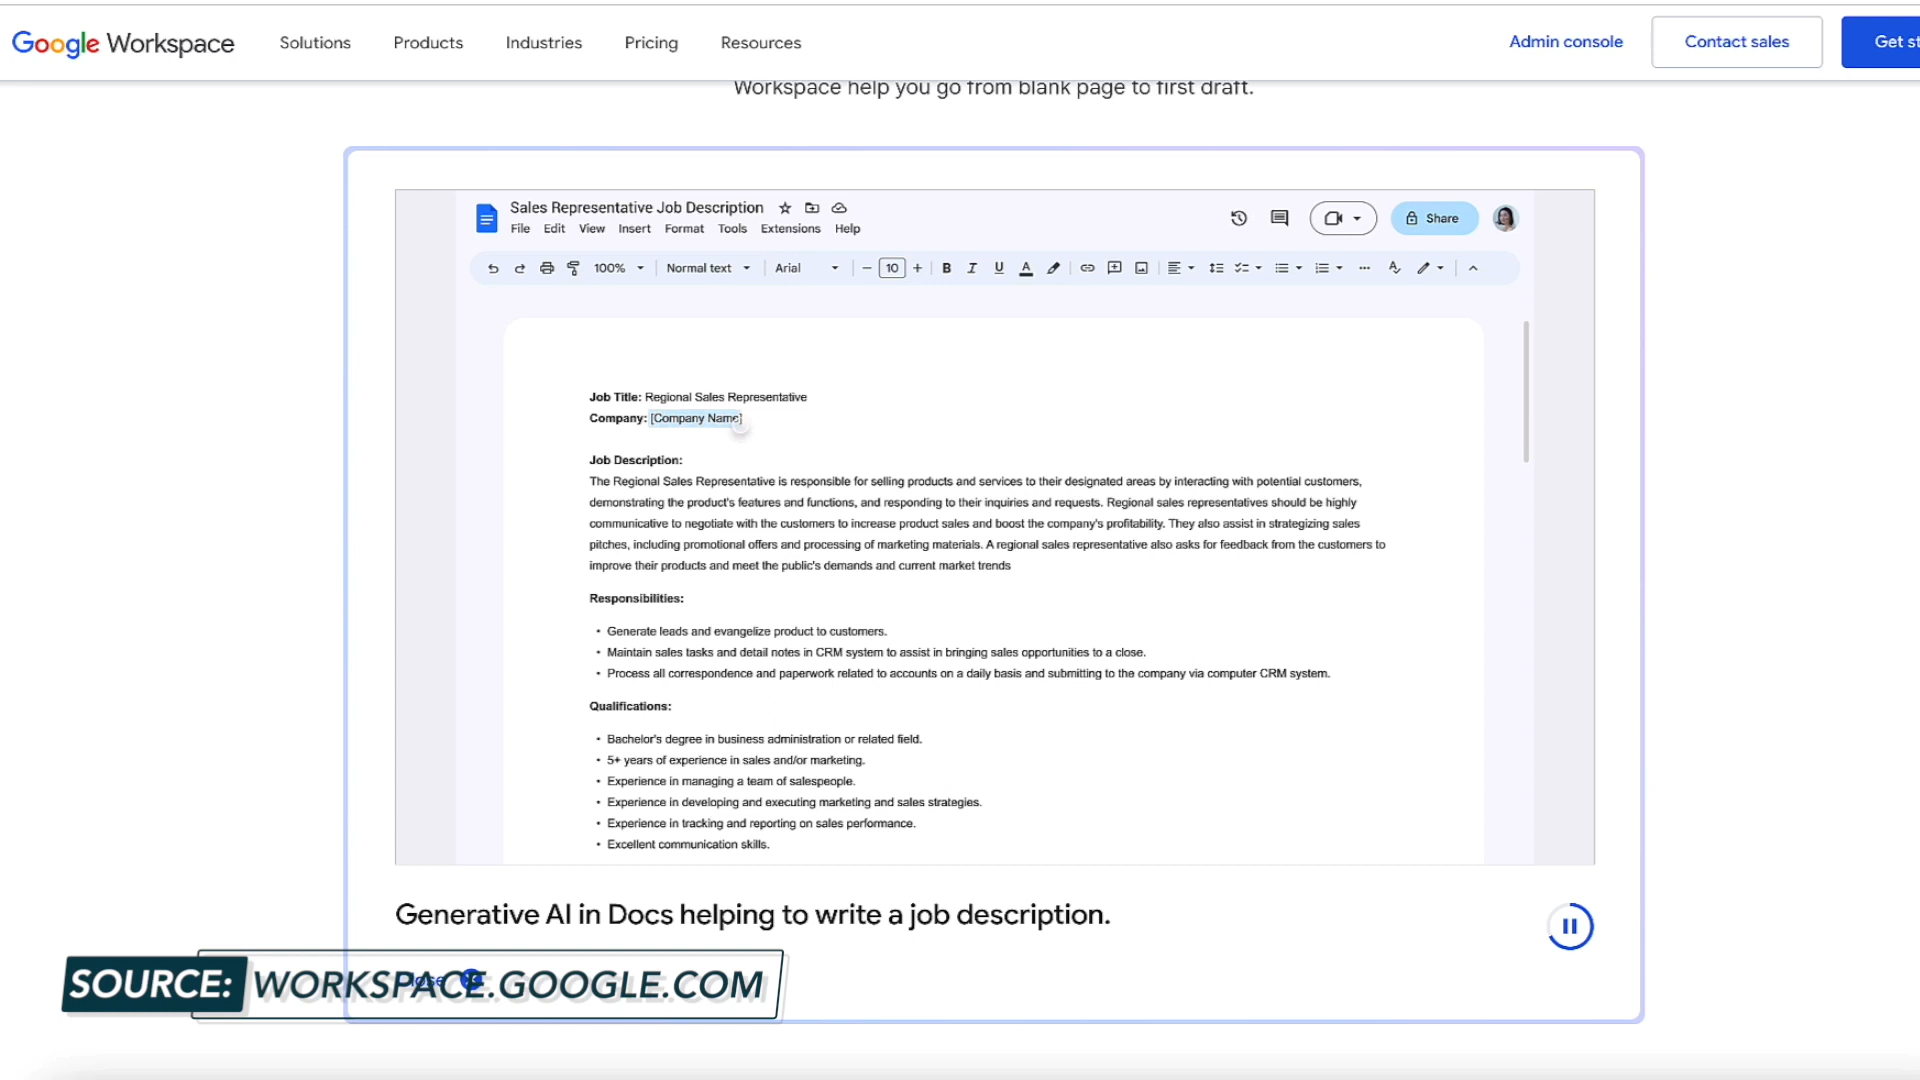 Google Workspace Solutions Products Industries Pricing Resources Admin console Contact sales Get st
Workspace help you go from blank page to first draft.
Sales Representative Job Description
File Edit View Insert Format Tools Extensions Help
Share
100% Normal text Arial 10 B I U A
Job Title: Regional Sales Representative
Company: [Company Name]
Job Description:
The Regional Sales Representative is responsible for selling products and services to their designated areas by interacting with potential customers,
demonstrating the product's features and functions, and responding to their inquiries and requests. Regional sales representatives should be highly
communicative to negotiate with the customers to increase product sales and boost the company's profitability. They also assist in strategizing sales
pitches, including promotional offers and processing of marketing materials. A regional sales representative also asks for feedback from the customers to
improve their products and meet the public's demands and current market trends
Responsibilities:
• Generate leads and evangelize product to customers.
• Maintain sales tasks and detail notes in CRM system to assist in bringing sales opportunities to a close.
• Process all correspondence and paperwork related to accounts on a daily basis and submitting to the company via computer CRM system.
Qualifications:
• Bachelor's degree in business administration or related field.
• 5+ years of experience in sales and/or marketing.
• Experience in managing a team of salespeople.
• Experience in developing and executing marketing and sales strategies.
• Experience in tracking and reporting on sales performance.
• Excellent communication skills.
Generative AI in Docs helping to write a job description.
SOURCE: WORKSPACE.GOOGLE.COM